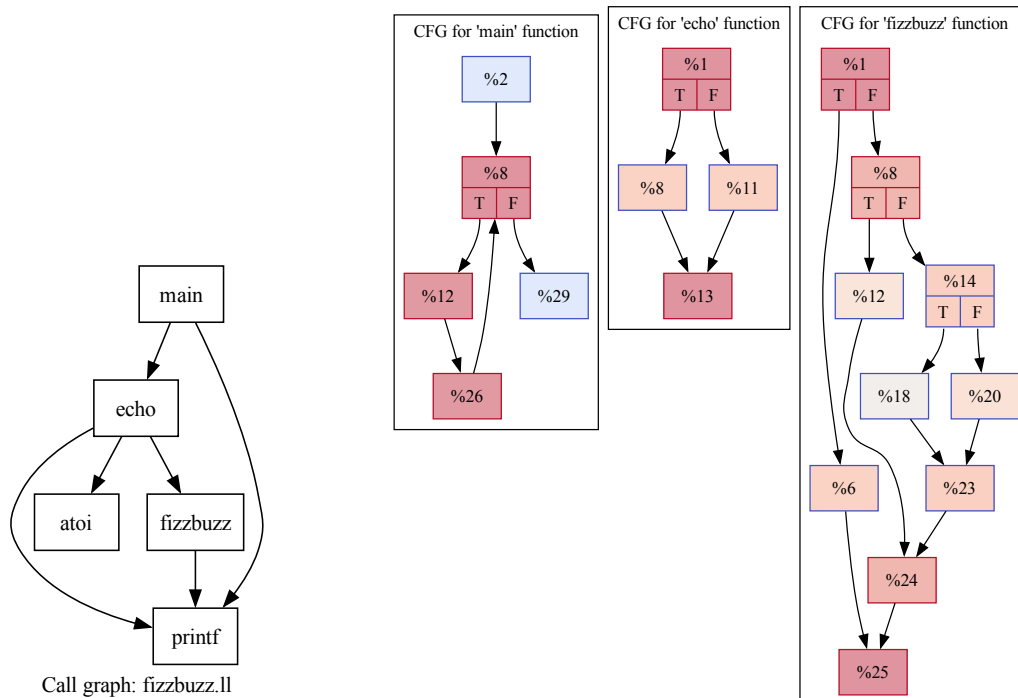 main
echo
atoi
fizzbuzz
printf
Call graph: fizzbuzz.ll
CFG for 'main' function
%2
%8
T F
%12
%29
%26
CFG for 'echo' function
%1
T F
%8
%11
%13
CFG for 'fizzbuzz' function
%1
T F
%8
T F
%12
%14
T F
%18
%20
%6
%23
%24
%25